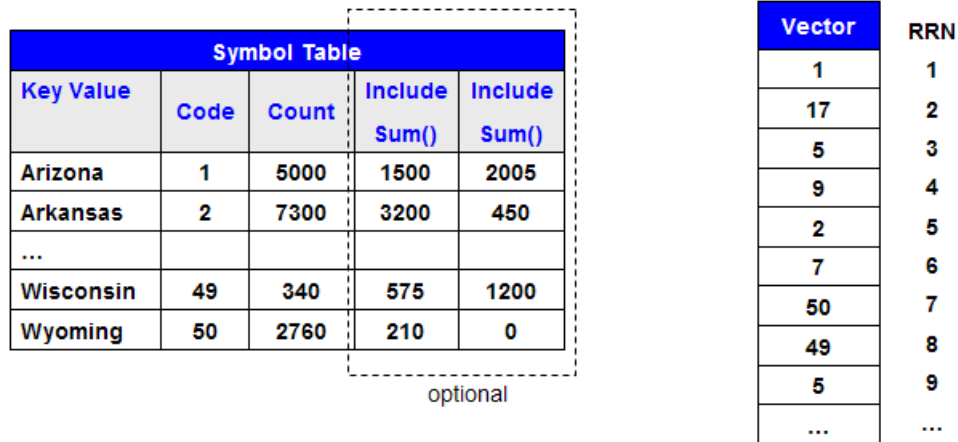 Symbol Table
Key Value Code Count Include Sum() Include Sum()
Arizona 1 5000 1500 2005
Arkansas 2 7300 3200 450
...
Wisconsin 49 340 575 1200
Wyoming 50 2760 210 0
optional
Vector RRN
1 1
17 2
5 3
9 4
2 5
7 6
50 7
49 8
5 9
... ...